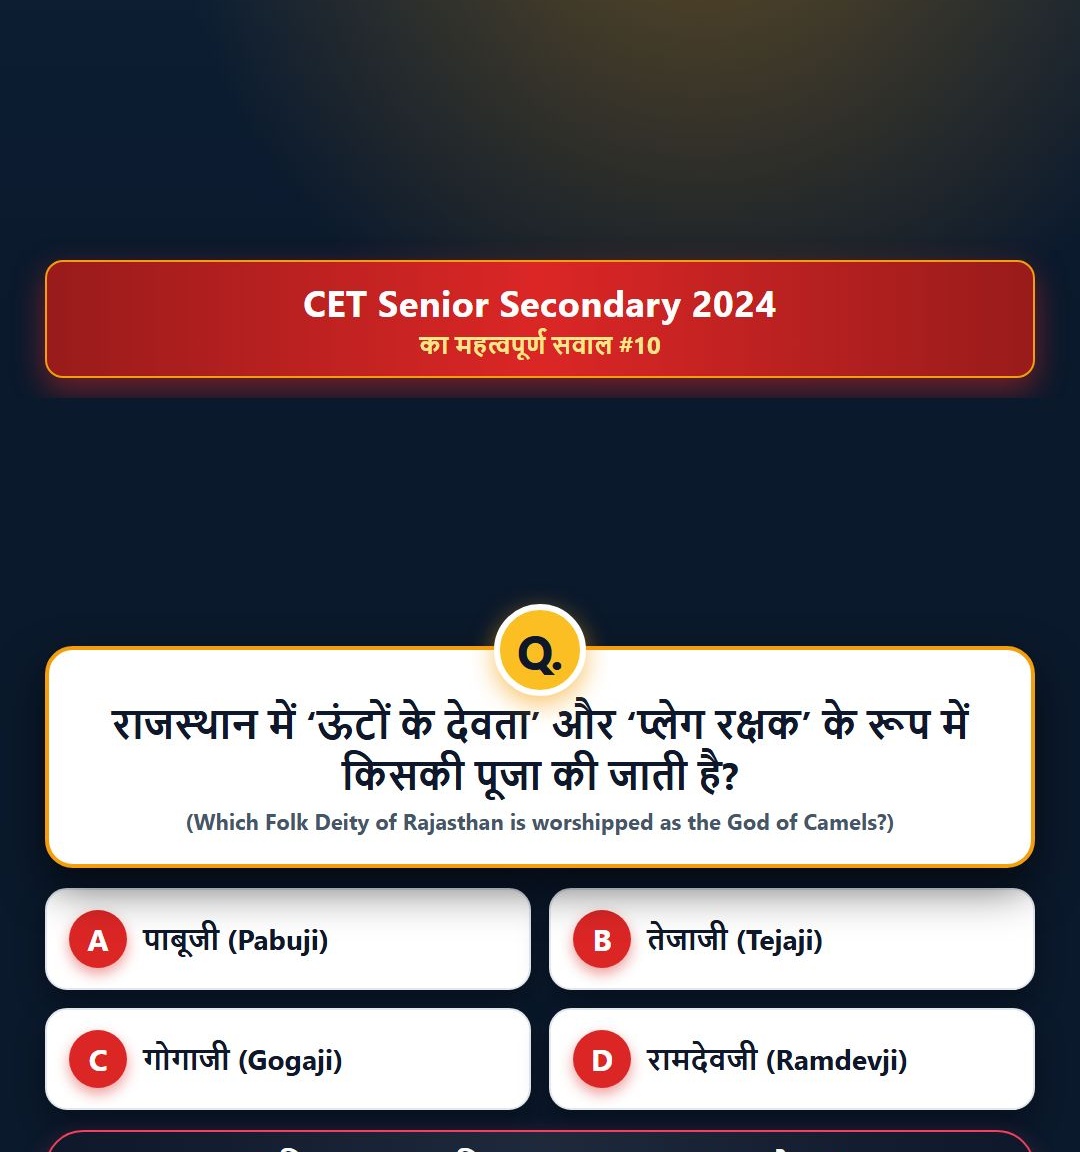 CET Senior Secondary 2024
का महत्वपूर्ण सवाल #10
Q.
राजस्थान में ‘ऊंटों के देवता’ और ‘प्लेग रक्षक’ के रूप में
किसकी पूजा की जाती है?
(Which Folk Deity of Rajasthan is worshipped as the God of Camels?)
A पाबूजी (Pabuji)
B तेजाजी (Tejaji)
C गोगाजी (Gogaji)
D रामदेवजी (Ramdevji)